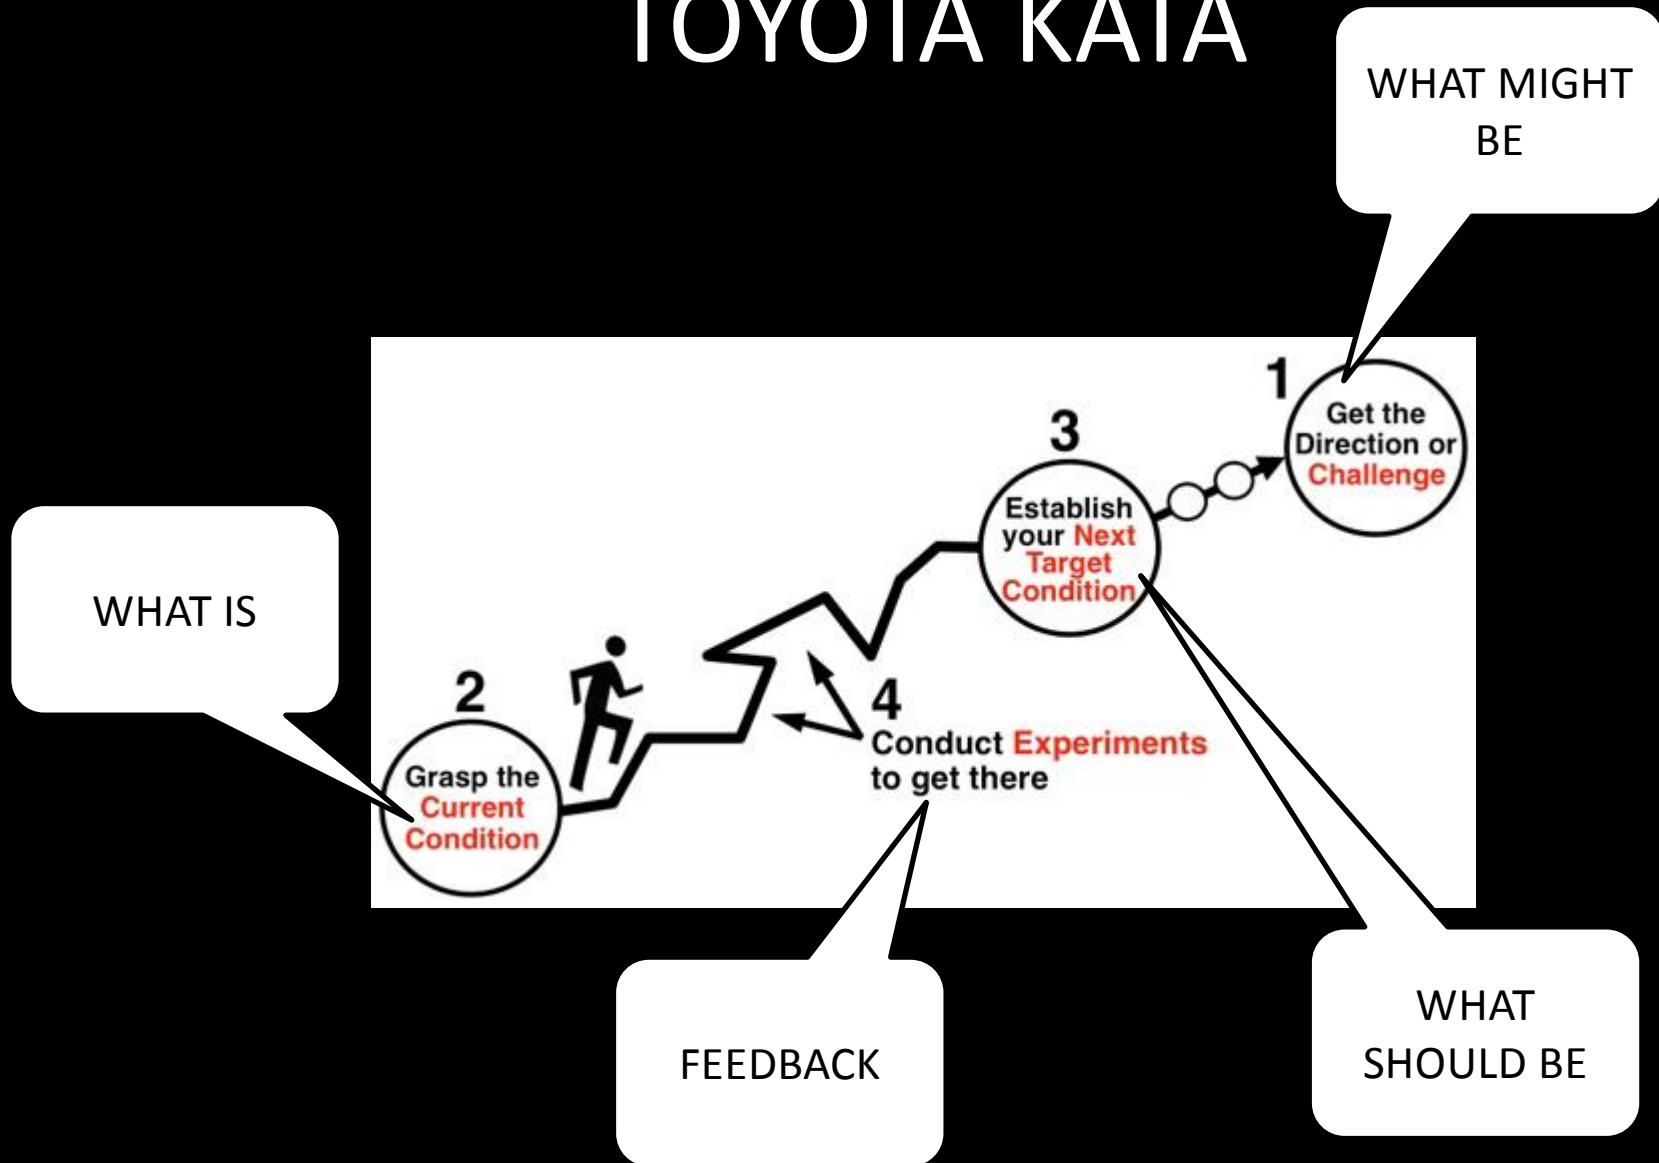 TOYOTA KATA
WHAT MIGHT
BE
1
Get the
Direction or
Challenge
3
Establish
your Next
Target
Condition
WHAT IS
2
Grasp the
Current
Condition
4
Conduct Experiments
to get there
FEEDBACK
WHAT
SHOULD BE